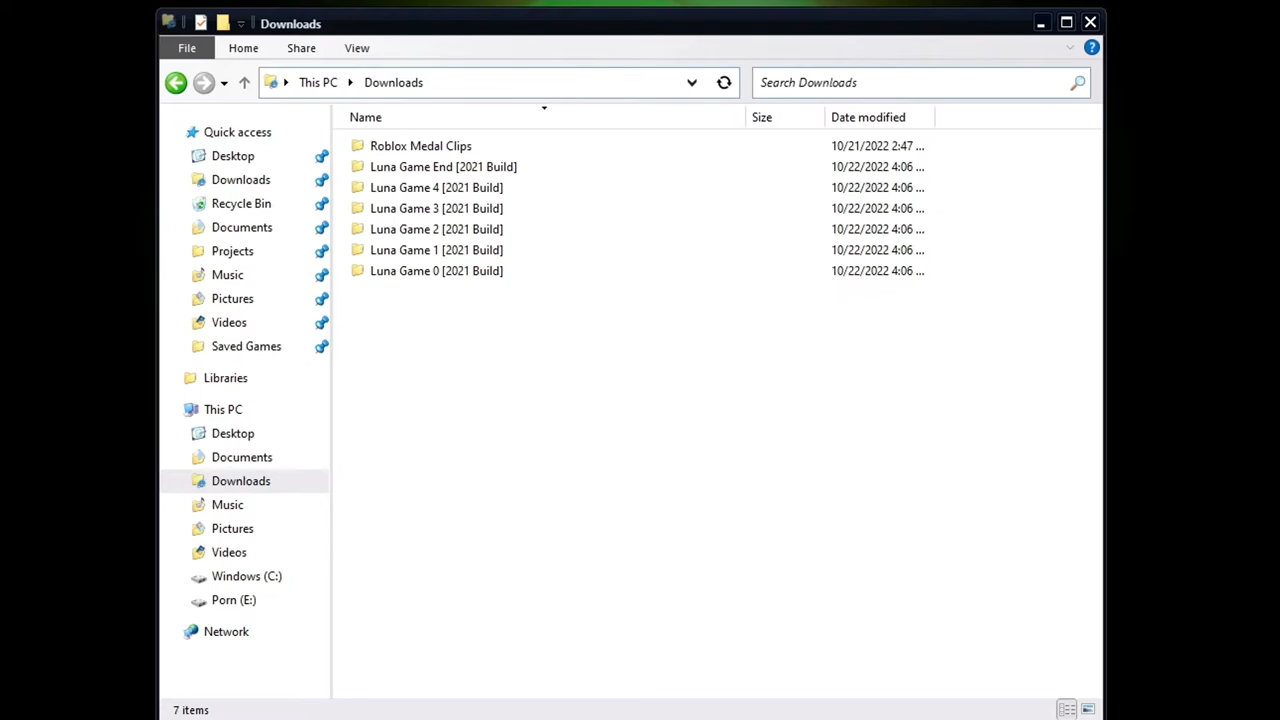 Downloads
File Home Share View
This PC Downloads Search Downloads
Name Size Date modified
Quick access
Desktop
Downloads
Recycle Bin
Documents
Projects
Music
Pictures
Videos
Saved Games
Libraries
This PC
Desktop
Documents
Downloads
Music
Pictures
Videos
Windows (C:)
Porn (E:)
Network
Roblox Medal Clips 10/21/2022 2:47 ...
Luna Game End [2021 Build] 10/22/2022 4:06 ...
Luna Game 4 [2021 Build] 10/22/2022 4:06 ...
Luna Game 3 [2021 Build] 10/22/2022 4:06 ...
Luna Game 2 [2021 Build] 10/22/2022 4:06 ...
Luna Game 1 [2021 Build] 10/22/2022 4:06 ...
Luna Game 0 [2021 Build] 10/22/2022 4:06 ...
7 items